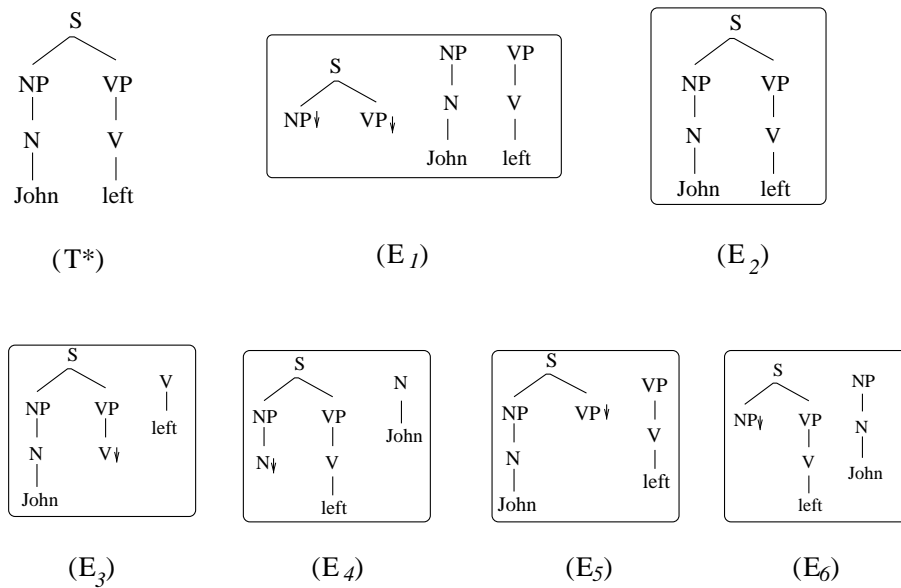 S
NP VP
N V
John left
(T*)
S
NP↓ VP↓
NP VP
N V
John left
(E1)
S
NP VP
N V
John left
(E2)
S
NP VP
N V↓
John
V
left
(E3)
S
NP VP
N↓ V
left
N
John
(E4)
S
NP VP↓
N
John
VP
V
left
(E5)
S
NP↓ VP
V
left
NP
N
John
(E6)